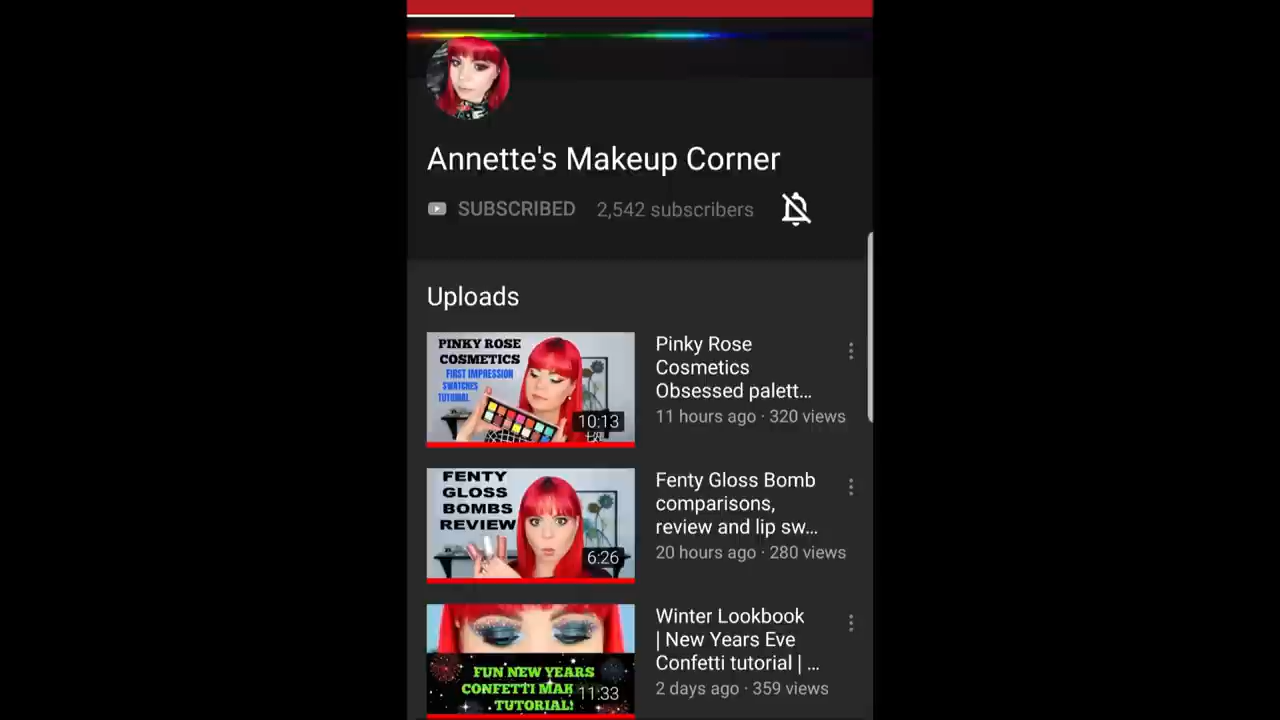 Annette's Makeup Corner
SUBSCRIBED 2,542 subscribers
Uploads
PINKY ROSE
COSMETICS
FIRST IMPRESSION
SWATCHES
TUTORIAL
10:13
Pinky Rose
Cosmetics
Obsessed palett...
11 hours ago · 320 views
FENTY
GLOSS
BOMBS
REVIEW
6:26
Fenty Gloss Bomb
comparisons,
review and lip sw...
20 hours ago · 280 views
FUN NEW YEARS
CONFETTI MAK
TUTORIAL!
11:33
Winter Lookbook
| New Years Eve
Confetti tutorial | ...
2 days ago · 359 views